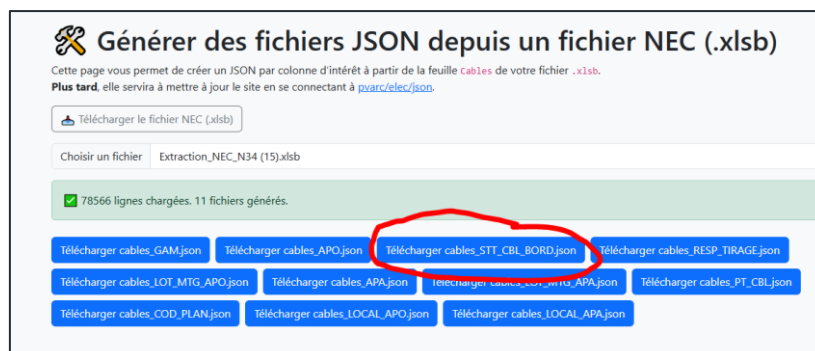 Générer des fichiers JSON depuis un fichier NEC (.xlsb)
Cette page vous permet de créer un JSON par colonne d'intérêt à partir de la feuille Cables de votre fichier .xlsb.
Plus tard, elle servira à mettre à jour le site en se connectant à pvarc/elec/json.
Télécharger le fichier NEC (.xlsb)
Choisir un fichier Extraction_NEC_N34 (15).xlsb
78566 lignes chargées. 11 fichiers générés.
Télécharger cables_GAM.json Télécharger cables_APO.json Télécharger cables_STT_CBL_BORD.json Télécharger cables_RESP_TIRAGE.json
Télécharger cables_LOT_MTG_APO.json Télécharger cables_APA.json Télécharger cables_LOT_MTG_APA.json Télécharger cables_PT_CBL.json
Télécharger cables_COD_PLAN.json Télécharger cables_LOCAL_APO.json Télécharger cables_LOCAL_APA.json